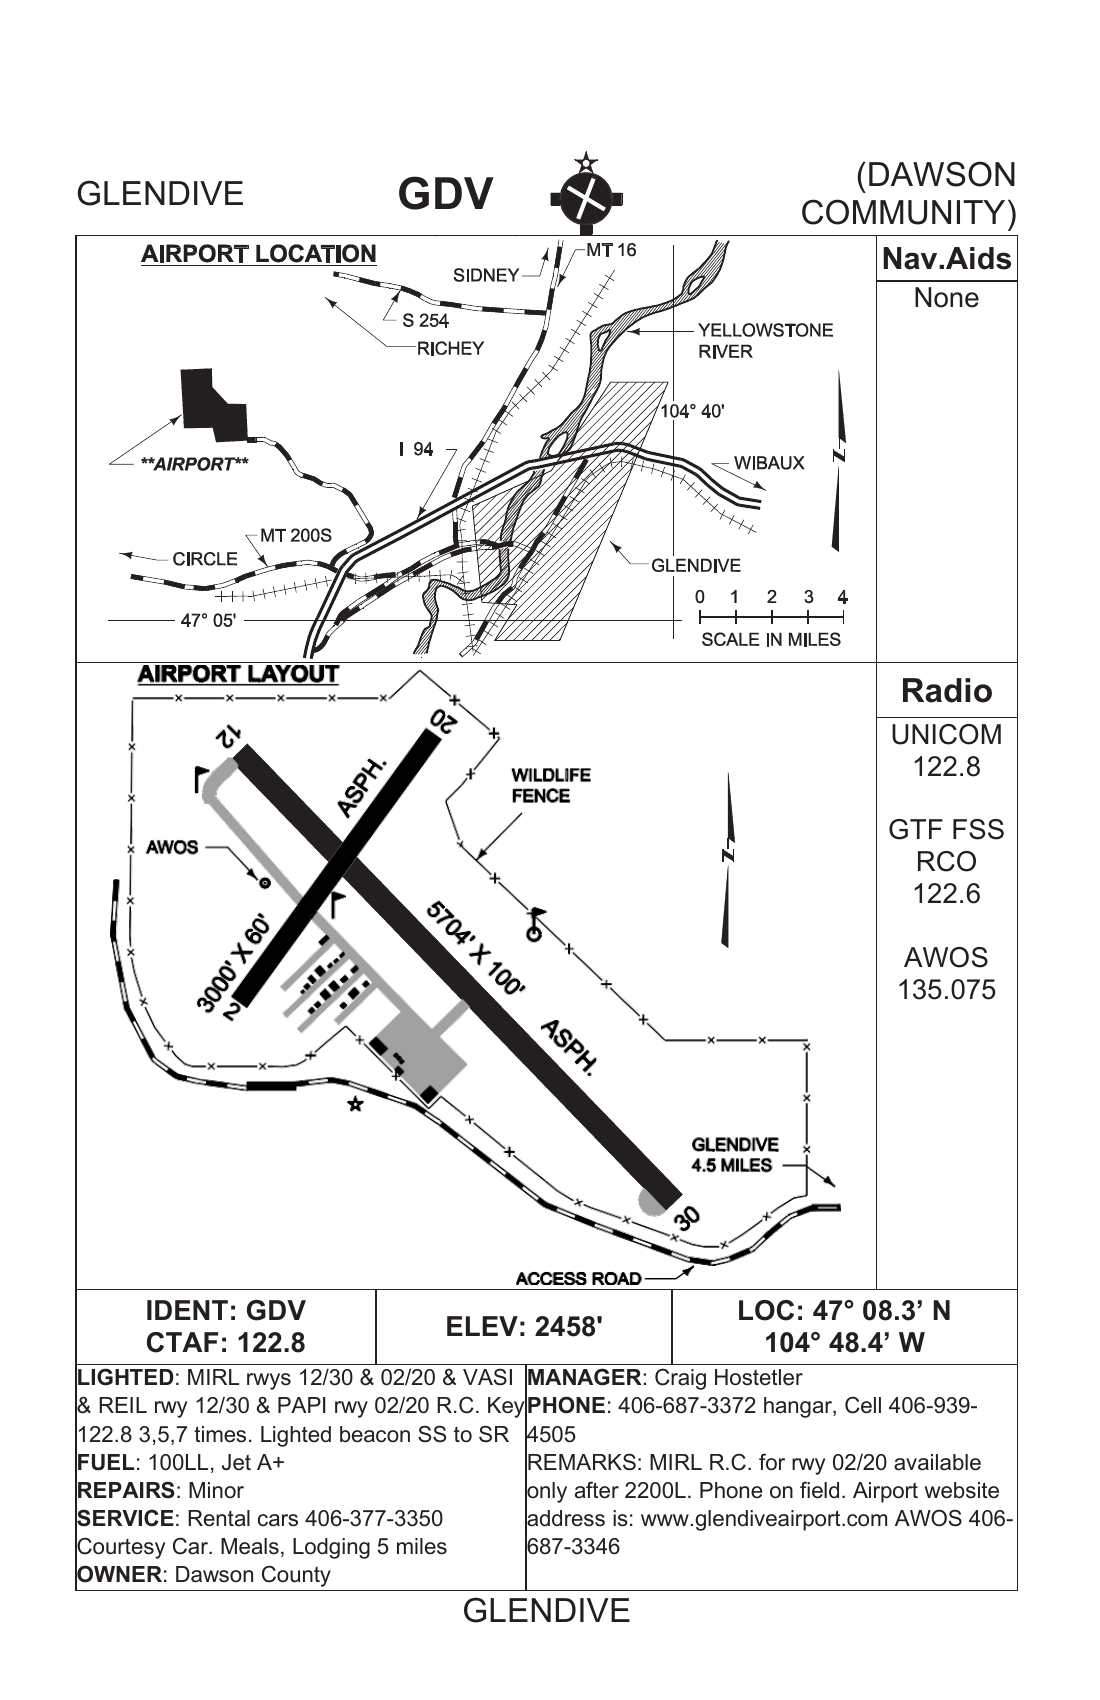 GLENDIVE
GDV
(DAWSON
COMMUNITY)
AIRPORT LOCATION
MT 16
SIDNEY
S 254
RICHEY
YELLOWSTONE
RIVER
104° 40'
I 94
**AIRPORT**
WIBAUX
N
MT 200S
CIRCLE
GLENDIVE
0 1 2 3 4
SCALE IN MILES
47° 05'
Nav.Aids
None
AIRPORT LAYOUT
12
20
ASPH.
WILDLIFE
FENCE
AWOS
N
3000' X 60'
2
5704' X 100'
ASPH.
GLENDIVE
4.5 MILES
30
ACCESS ROAD
Radio
UNICOM
122.8
GTF FSS
RCO
122.6
AWOS
135.075
IDENT: GDV
CTAF: 122.8
ELEV: 2458'
LOC: 47° 08.3’ N
104° 48.4’ W
LIGHTED: MIRL rwys 12/30 & 02/20 & VASI
& REIL rwy 12/30 & PAPI rwy 02/20 R.C. Key
122.8 3,5,7 times. Lighted beacon SS to SR
FUEL: 100LL, Jet A+
REPAIRS: Minor
SERVICE: Rental cars 406-377-3350
Courtesy Car. Meals, Lodging 5 miles
OWNER: Dawson County
MANAGER: Craig Hostetler
PHONE: 406-687-3372 hangar, Cell 406-939-
4505
REMARKS: MIRL R.C. for rwy 02/20 available
only after 2200L. Phone on field. Airport website
address is: www.glendiveairport.com AWOS 406-
687-3346
GLENDIVE